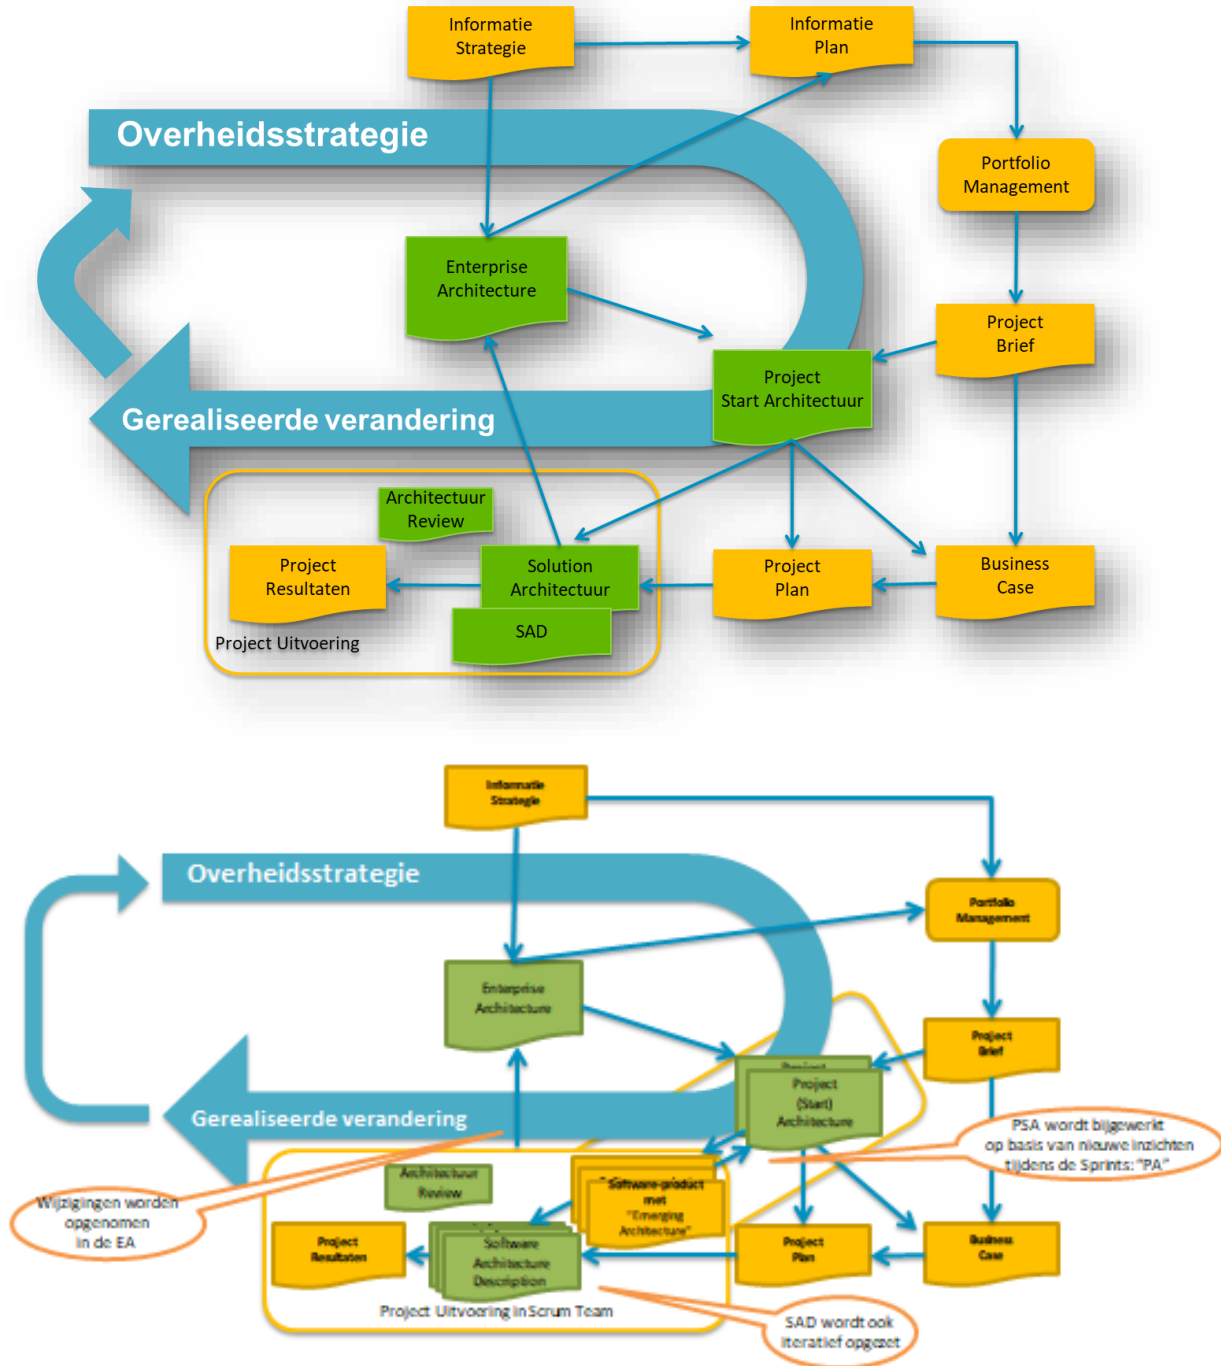 Informatie
Strategie
Informatie
Plan
Overheidsstrategie
Portfolio
Management
Enterprise
Architecture
Project
Brief
Project
Start Architectuur
Gerealiseerde verandering
Architectuur
Review
Project
Resultaten
Solution
Architectuur
SAD
Project
Plan
Business
Case
Project Uitvoering
Informatie
Strategie
Overheidsstrategie
Portfolio
Management
Enterprise
Architecture
Project
Brief
Project
Project
(Start)
Architecture
Gerealiseerde verandering
PSA wordt bijgewerkt
op basis van nieuwe inzichten
tijdens de Sprints: "PA"
Architectuur
Review
Software-product
met
"Emerging
Architecture"
Wijzigingen worden
opgenomen
in de EA
Project
Resultaten
Software
Architecture
Description
Project
Plan
Business
Case
Project Uitvoering in Scrum Team
SAD wordt ook
iteratief opgezet